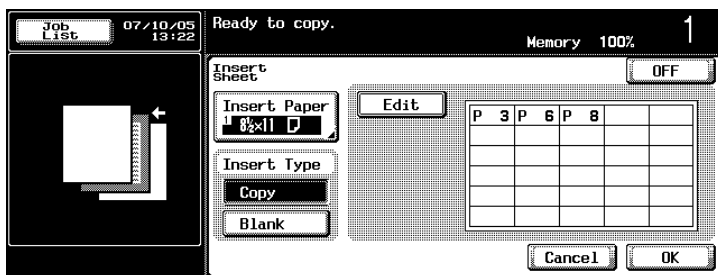 Job List
07/10/05
13:22
Ready to copy.
Memory 100% 1
Insert Sheet
OFF
Insert Paper
1 8½×11
Edit
P 3 P 6 P 8
Insert Type
Copy
Blank
Cancel OK